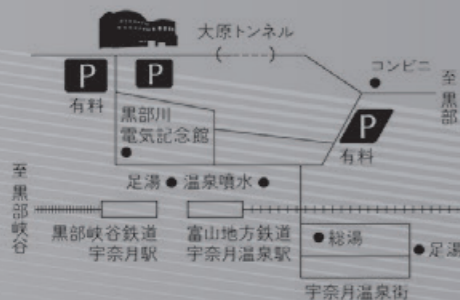 大原トンネル
コンビニ
至黒部
P
有料
P
黒部川
電気記念館
P
有料
足湯
温泉噴水
至黒部峡谷
黒部峡谷鉄道
宇奈月駅
富山地方鉄道
宇奈月温泉駅
総湯
足湯
宇奈月温泉街